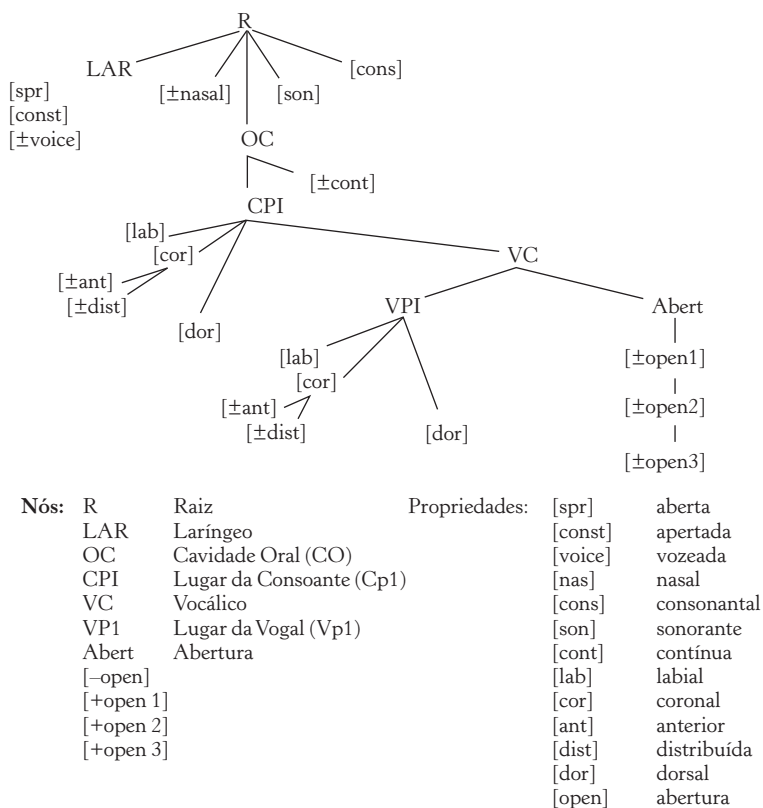 R
LAR
[cons]
[spr]
[±nasal]
[son]
[const]
[±voice]
OC
[±cont]
CPI
[lab]
[cor]
VC
[±ant]
[±dist]
VPI
Abert
[dor]
[lab]
[±open1]
[cor]
[±ant]
[±open2]
[±dist]
[dor]
[±open3]
Nós: R Raiz Propriedades: [spr] aberta
LAR Laríngeo [const] apertada
OC Cavidade Oral (CO) [voice] vozeada
CPI Lugar da Consoante (Cp1) [nas] nasal
VC Vocálico [cons] consonantal
VP1 Lugar da Vogal (Vp1) [son] sonorante
Abert Abertura [cont] contínua
[–open] [lab] labial
[+open 1] [cor] coronal
[+open 2] [ant] anterior
[+open 3] [dist] distribuída
[dor] dorsal
[open] abertura